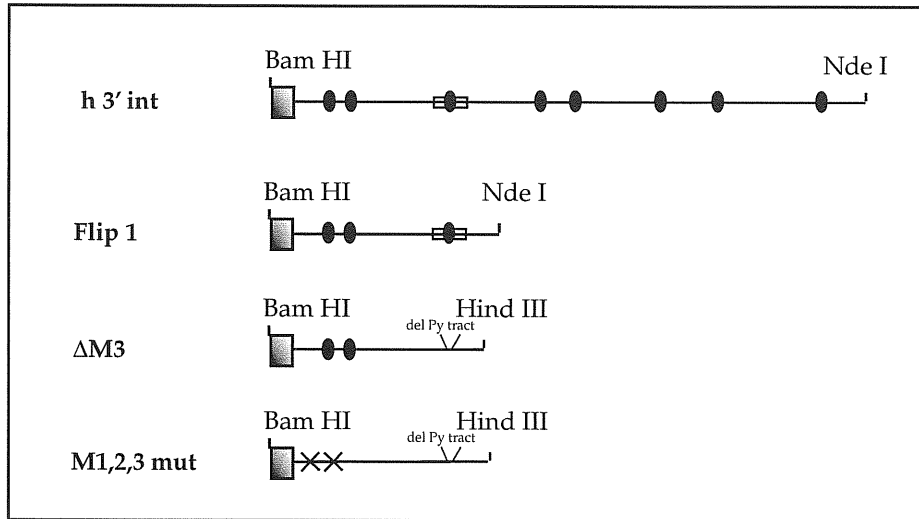 Bam HI
Nde I
h 3' int
Bam HI
Nde I
Flip 1
Bam HI
Hind III
del Py tract
ΔM3
Bam HI
Hind III
del Py tract
M1,2,3 mut